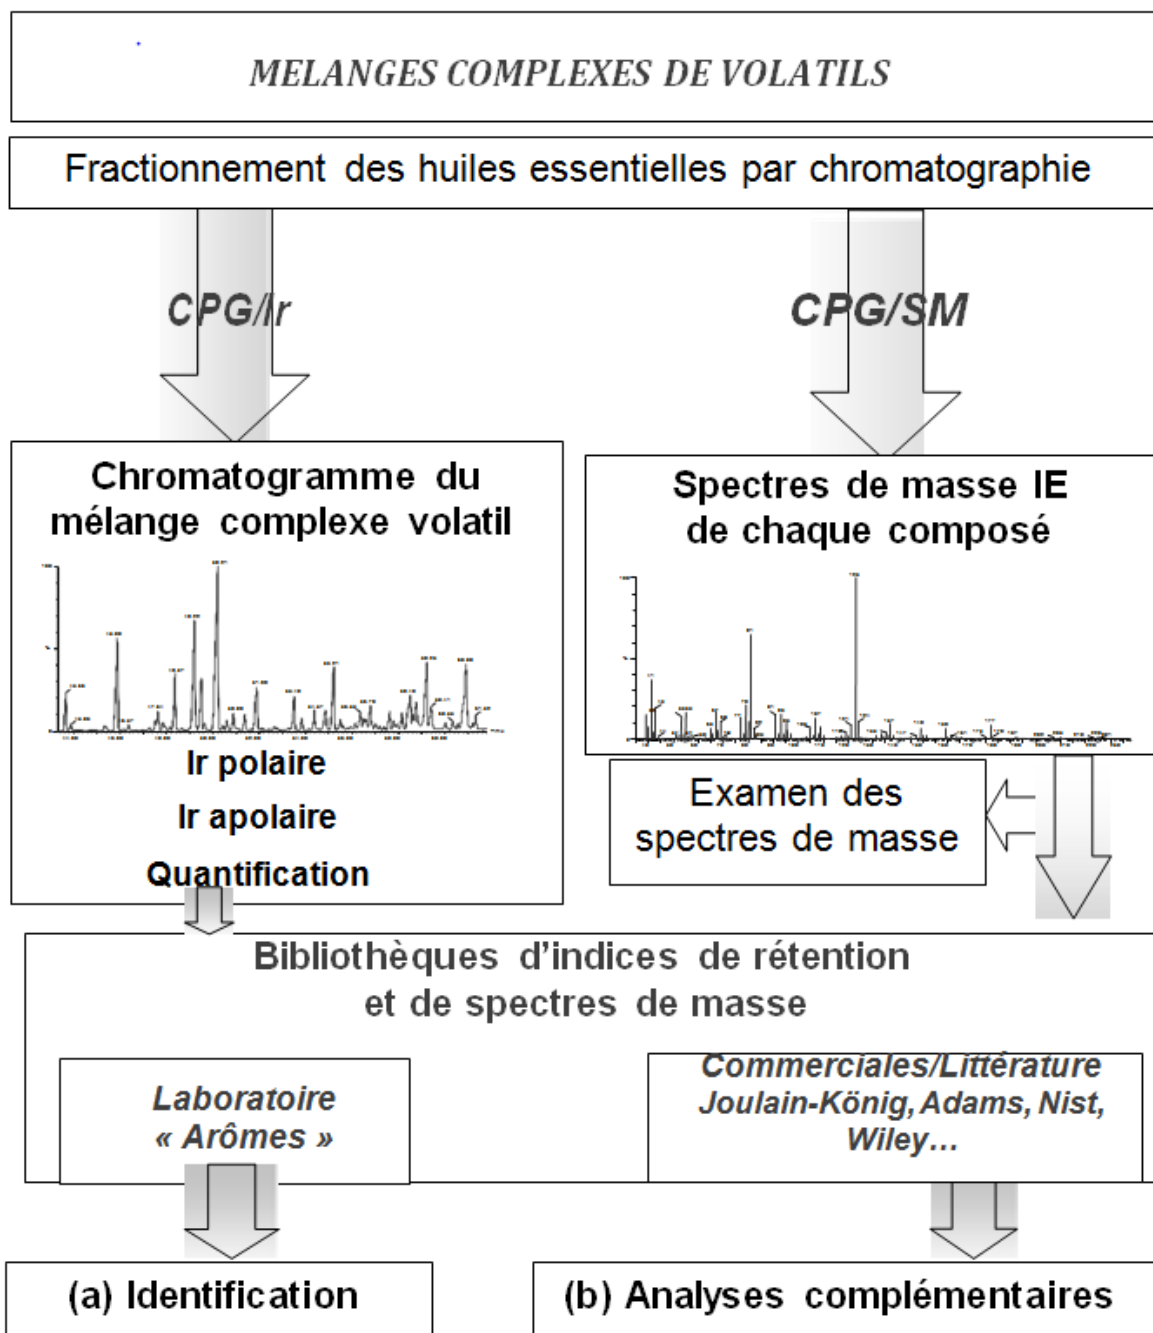 MELANGES COMPLEXES DE VOLATILS
Fractionnement des huiles essentielles par chromatographie
CPG/Ir
CPG/SM
Chromatogramme du
mélange complexe volatil
Ir polaire
Ir apolaire
Quantification
Spectres de masse IE
de chaque composé
Examen des
spectres de masse
Bibliothèques d’indices de rétention
et de spectres de masse
Laboratoire
« Arômes »
Commerciales/Littérature
Joulain-König, Adams, Nist,
Wiley…
(a) Identification
(b) Analyses complémentaires